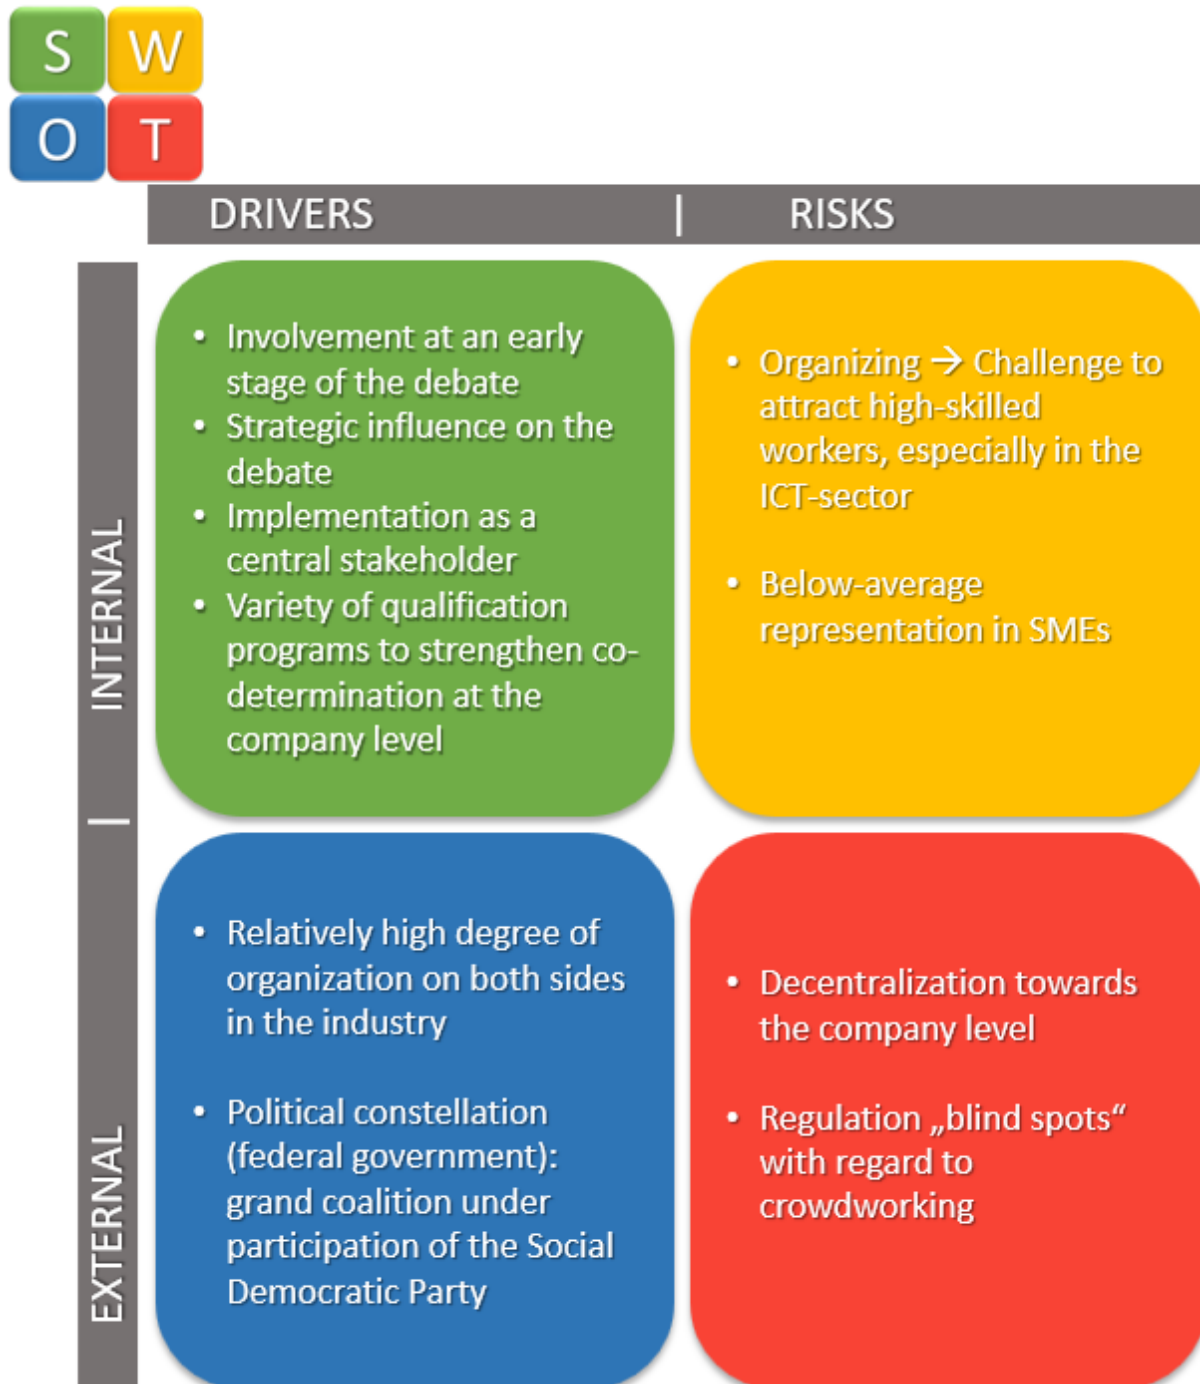 S W
O T
DRIVERS | RISKS
INTERNAL | EXTERNAL
• Involvement at an early
stage of the debate
• Strategic influence on the
debate
• Implementation as a
central stakeholder
• Variety of qualification
programs to strengthen co-
determination at the
company level
• Organizing → Challenge to
attract high-skilled
workers, especially in the
ICT-sector
• Below-average
representation in SMEs
• Relatively high degree of
organization on both sides
in the industry
• Political constellation
(federal government):
grand coalition under
participation of the Social
Democratic Party
• Decentralization towards
the company level
• Regulation „blind spots“
with regard to
crowdworking